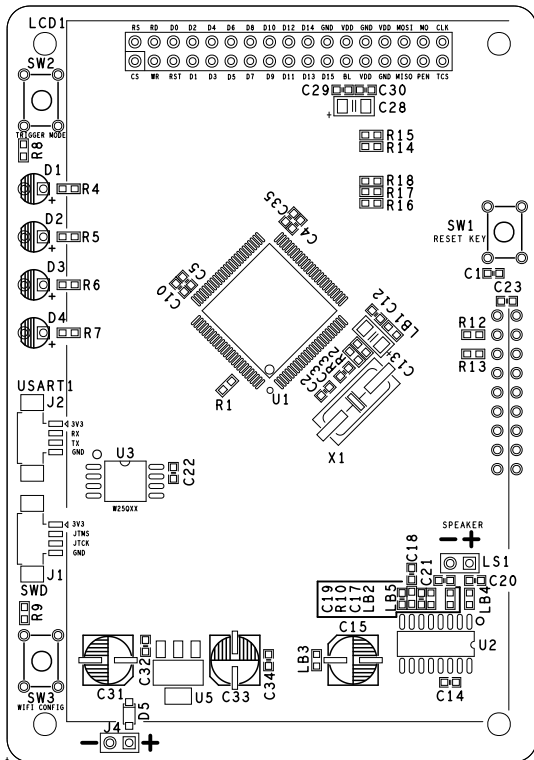 LCD1
RS RD D0 D2 D4 D6 D8 D10 D12 D14 GND VDD GND VDD MOSI MO CLK
CS WR RST D1 D3 D5 D7 D9 D11 D13 D15 BL VDD GND MISO PEN TCS
SW2
TRIGGER MODE
R8
C29 C30
+ C28
R15
R14
R18
R17
R16
D1
+ R4
D2
+ R5
D3
+ R6
D4
+ R7
SW1
RESET KEY
C1
C23
R12
R13
C35
C4
C5
C10
U1
R1
C12
LB1
+
C13
R2
R3
C3
C2
X1
USART1
J2
3V3
RX
TX
GND
U3
W25QXX
C22
3V3
JTMS
JTCK
GND
J1
SWD
R9
SPEAKER
- +
LS1
C18
C21
C20
C19
R10
C17
LB2
LB5
LB4
C15
U2
C14
LB3
C31
C32
U5
C33
C34
SW3
WIFI CONFIG
D5
J4
- +